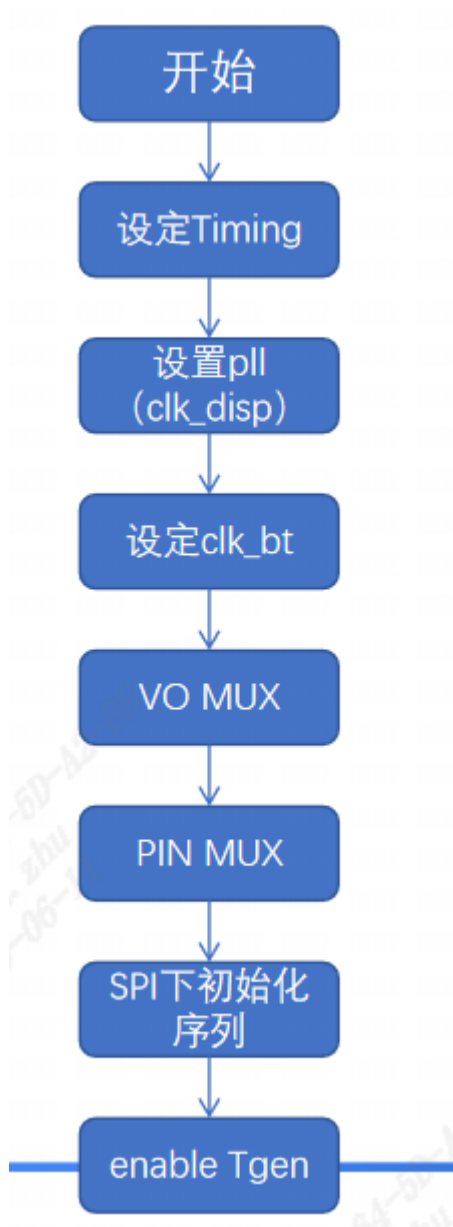 开始
设定Timing
设置pll
（clk_disp）
设定clk_bt
VO MUX
PIN MUX
SPI下初始化
序列
enable Tgen